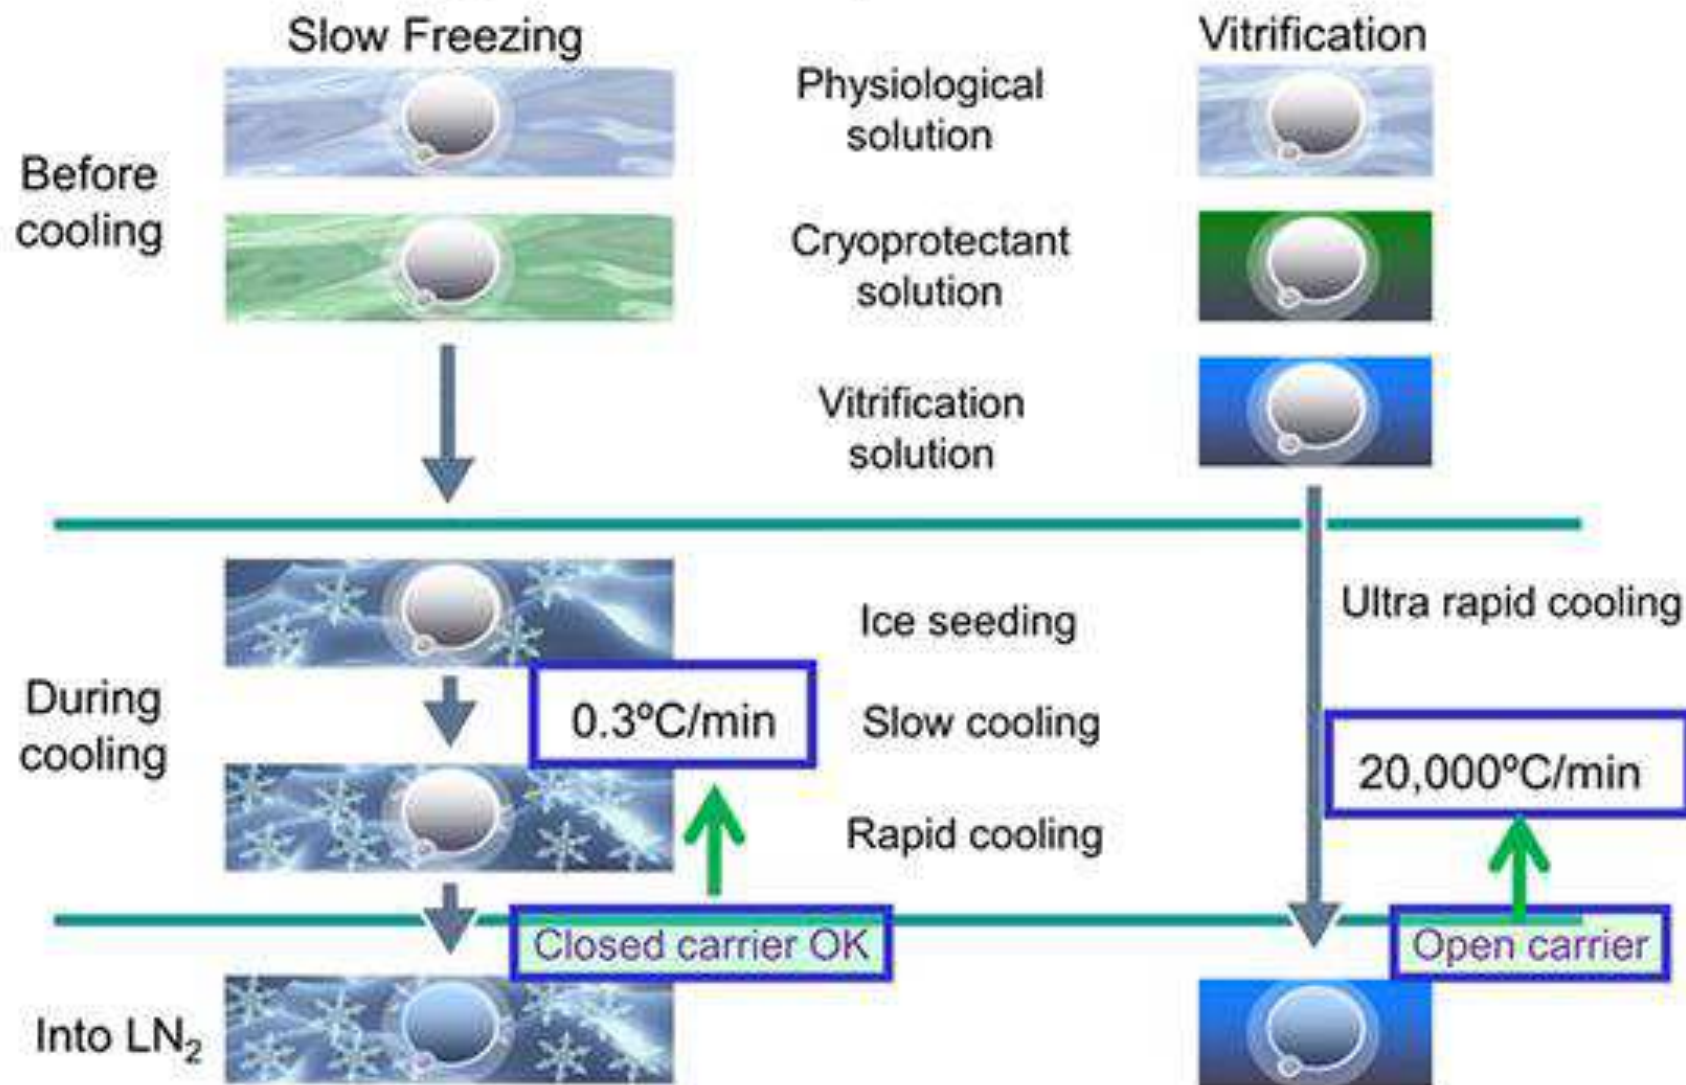 Slow Freezing
Vitrification
Physiological
solution
Before
cooling
Cryoprotectant
solution
Vitrification
solution
Ultra rapid cooling
Ice seeding
During
cooling
0.3ºC/min
Slow cooling
20,000ºC/min
Rapid cooling
Closed carrier OK
Open carrier
Into LN₂